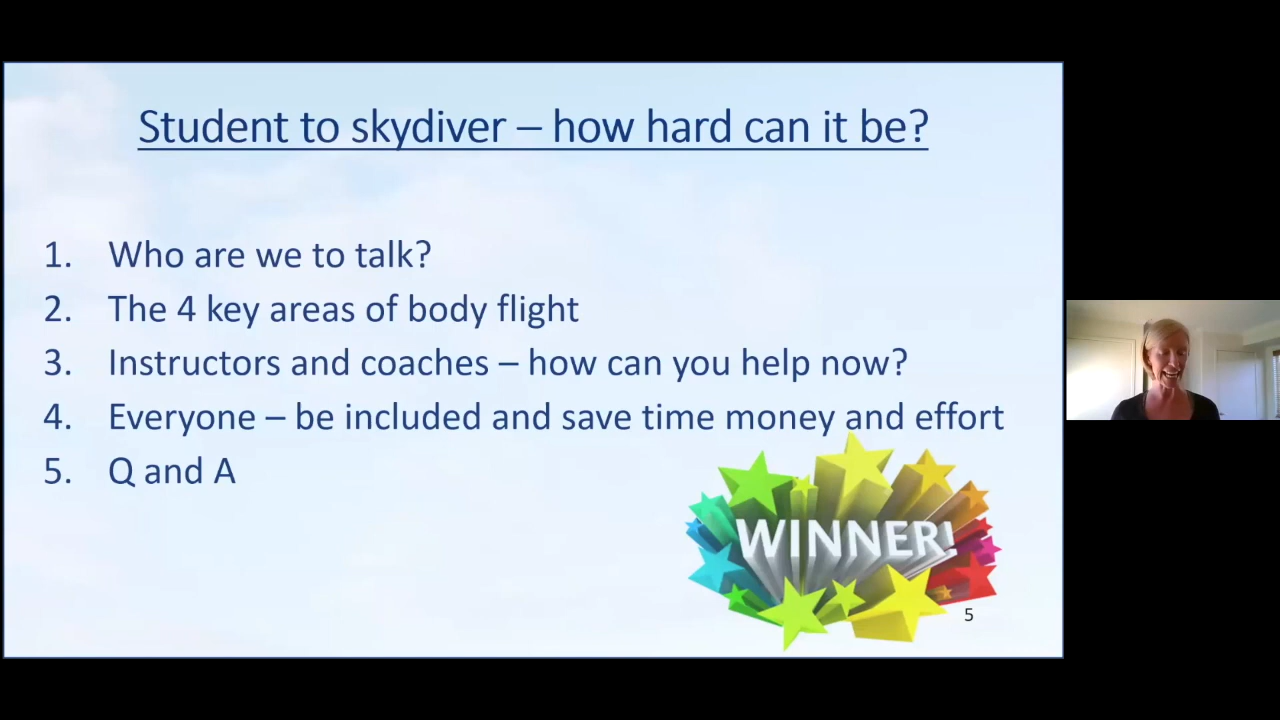 Student to skydiver – how hard can it be?
1. Who are we to talk?
2. The 4 key areas of body flight
3. Instructors and coaches – how can you help now?
4. Everyone – be included and save time money and effort
5. Q and A
WINNER!
5